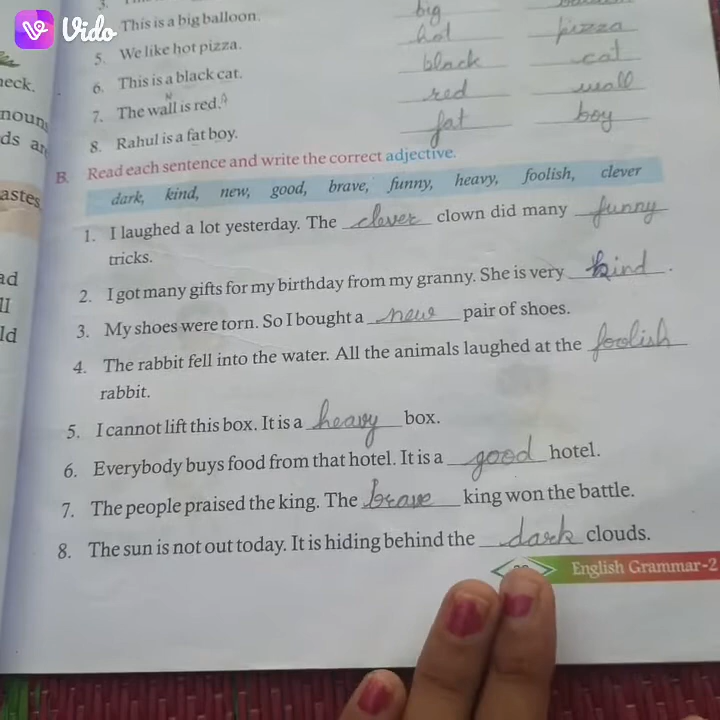 Vido
3.
This is a big balloon. big
5. We like hot pizza. hot pizza
6. This is a black cat. black cat
7. The wall is red. red wall
8. Rahul is a fat boy. fat boy
B. Read each sentence and write the correct adjective.
dark, kind, new, good, brave, funny, heavy, foolish, clever
1. I laughed a lot yesterday. The clever clown did many funny
tricks.
2. I got many gifts for my birthday from my granny. She is very kind.
3. My shoes were torn. So I bought a new pair of shoes.
4. The rabbit fell into the water. All the animals laughed at the foolish
rabbit.
5. I cannot lift this box. It is a heavy box.
6. Everybody buys food from that hotel. It is a good hotel.
7. The people praised the king. The brave king won the battle.
8. The sun is not out today. It is hiding behind the dark clouds.
English Grammar-2